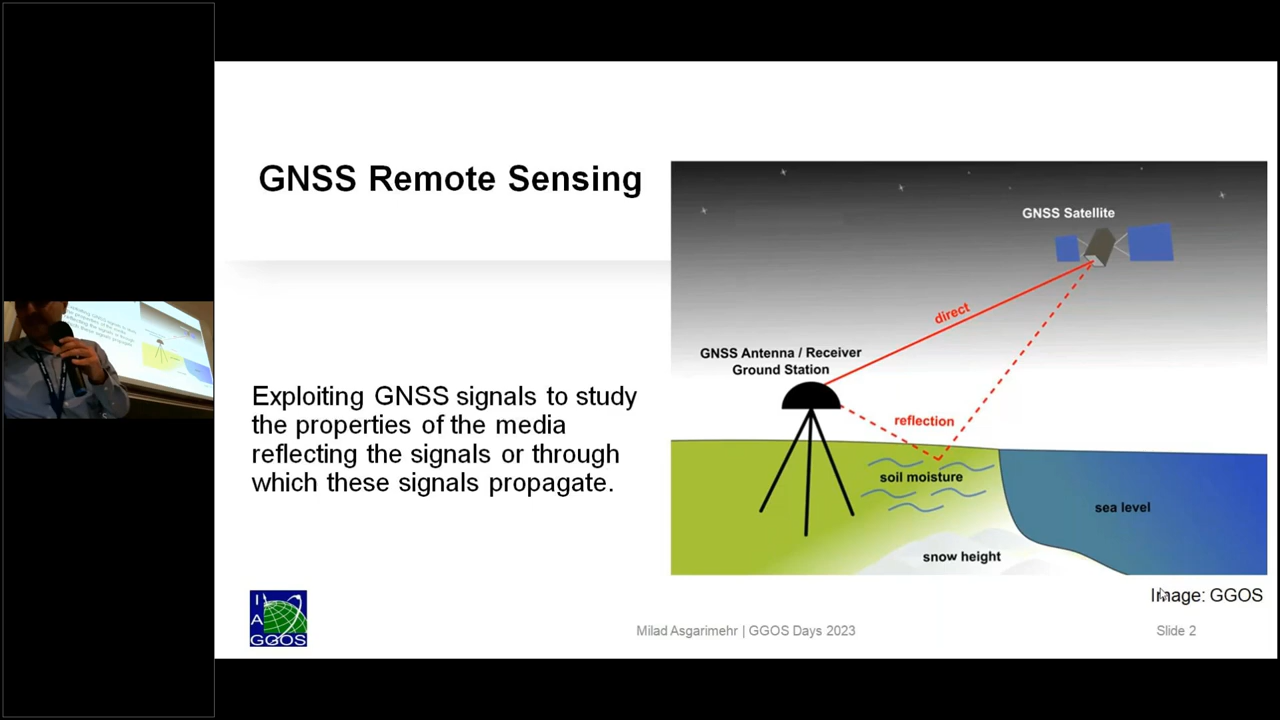 GNSS Remote Sensing
GNSS Satellite
direct
GNSS Antenna / Receiver
Ground Station
reflection
soil moisture
sea level
snow height
Exploiting GNSS signals to study
the properties of the media
reflecting the signals or through
which these signals propagate.
Image: GGOS
I
A
GGOS
Milad Asgarimehr | GGOS Days 2023
Slide 2